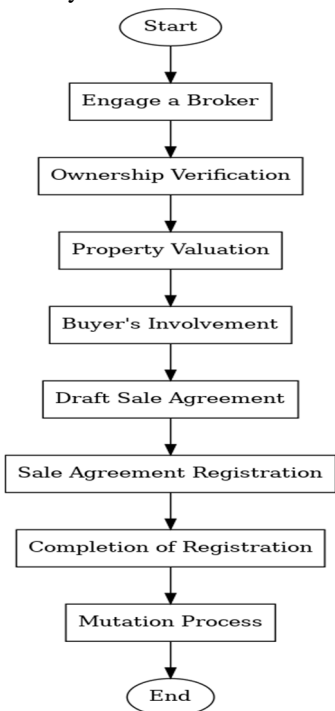 Start
Engage a Broker
Ownership Verification
Property Valuation
Buyer's Involvement
Draft Sale Agreement
Sale Agreement Registration
Completion of Registration
Mutation Process
End